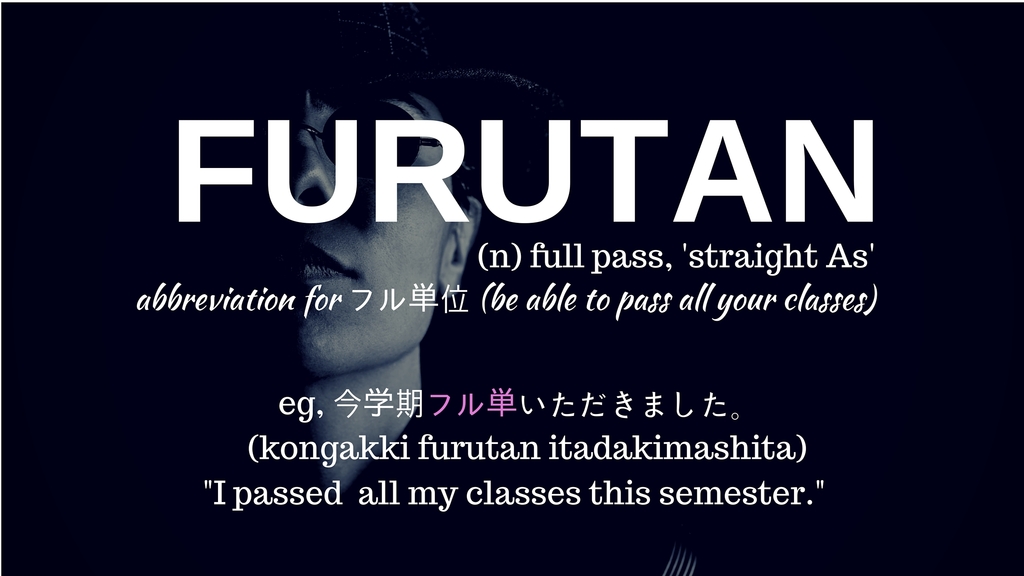 FURUTAN
(n) full pass, 'straight As'
abbreviation for フル単位 (be able to pass all your classes)
eg, 今学期フル単いただきました。
(kongakki furutan itadakimashita)
"I passed all my classes this semester."